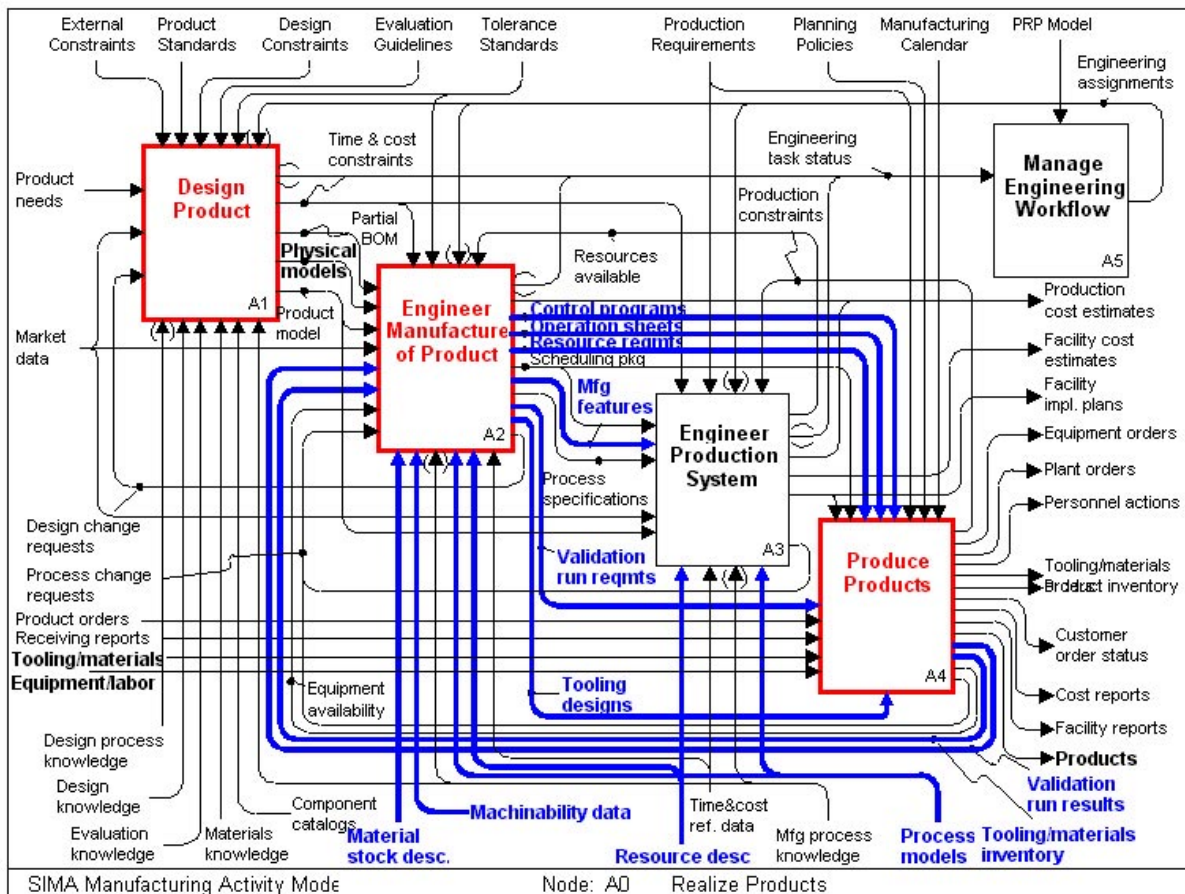 External
Constraints
Product
Standards
Design
Constraints
Evaluation
Guidelines
Tolerance
Standards
Production
Requirements
Planning
Policies
Manufacturing
Calendar
PRP Model
Engineering
assignments
Time & cost
constraints
Engineering
task status
Manage
Engineering
Workflow
A5
Product
needs
Design
Product
A1
Partial
BOM
Production
constraints
Physical
models
Resources
available
Product
model
Market
data
Engineer
Manufacture
of Product
A2
Control programs
Operation sheets
Resource reqmts
Scheduling pkg
Production
cost estimates
Facility cost
estimates
Facility
impl. plans
Mfg
features
Engineer
Production
System
A3
Equipment orders
Plant orders
Personnel actions
Process
specifications
Design change
requests
Process change
requests
Validation
run reqmts
Produce
Products
A4
Tooling/materials
Product inventory
Product orders
Receiving reports
Tooling/materials
Equipment/labor
Customer
order status
Cost reports
Facility reports
Products
Equipment
availability
Tooling
designs
Validation
run results
Design process
knowledge
Design
knowledge
Evaluation
knowledge
Materials
knowledge
Component
catalogs
Material
stock desc.
Machinability data
Resource desc
Time&cost
ref. data
Mfg process
knowledge
Process
models
Tooling/materials
inventory
SIMA Manufacturing Activity Mode
Node: A0 Realize Products